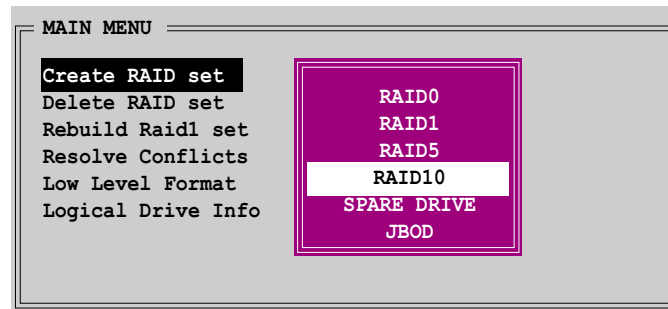 MAIN MENU
Create RAID set
Delete RAID set
Rebuild Raid1 set
Resolve Conflicts
Low Level Format
Logical Drive Info
RAID0
RAID1
RAID5
RAID10
SPARE DRIVE
JBOD